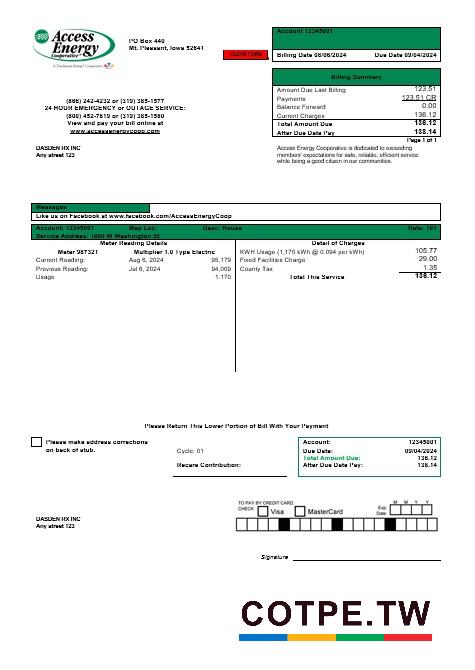 Access
Energy
Cooperative
PO Box 440
Mt. Pleasant, Iowa 52641
CLEAR FORM
Account 12345001
Billing Date 08/06/2024 Due Date 09/04/2024
Billing Summary
Amount Due Last Billing 123.51
Payments 123.51 CR
Balance Forward 0.00
Current Charges 136.12
Total Amount Due 136.12
After Due Date Pay 138.14
Page 1 of 1
(866) 242-4232 or (319) 385-1577
24 HOUR EMERGENCY or OUTAGE SERVICE:
(800) 452-7819 or (319) 385-1580
View and pay your bill online at
www.accessenergycoop.com
DASDEN RX INC
Any street 123
Access Energy Cooperative is dedicated to exceeding
members' expectations for safe, reliable, efficient service
while being a good citizen in our communities.
Messages
Like us on Facebook at www.facebook.com/AccessEnergyCoop
Account: 12345001 Map Loc: Desc: House Rate: 101
Service Address: 1800 W Washington St
Meter Reading Details
Meter 987321 Multiplier 1.0 Type Electric
Current Reading: Aug 6, 2024 95,179
Previous Reading: Jul 6, 2024 94,009
Usage 1,170
Detail of Charges
KWH Usage (1,170 kWh @ 0.094 per kWh) 105.77
Fixed Facilities Charge 29.00
County Tax 1.35
Total This Service 136.12
Please Return This Lower Portion of Bill With Your Payment
Please make address corrections
on back of stub.
Cycle: 01
Recare Contribution:
Account: 12345001
Due Date: 09/04/2024
Total Amount Due: 136.12
After Due Date Pay: 138.14
DASDEN RX INC
Any street 123
TO PAY BY CREDIT CARD,
CHECK: Visa MasterCard
Exp. Date:
M M Y Y
Signature
COTPE.TW